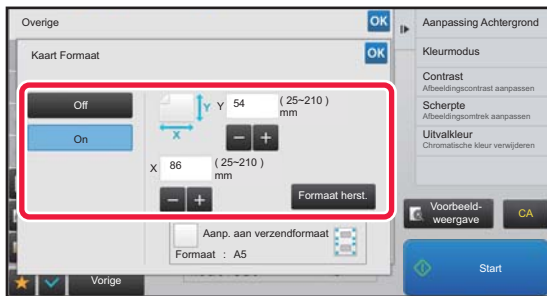 Overige
OK
Kaart Formaat
OK
Off
On
Y
X
Y 54 ( 25~210 )
mm
X 86 ( 25~210 )
mm
Formaat herst.
Aanp. aan verzendformaat
Formaat : A5
Vorige
Aanpassing Achtergrond
Kleurmodus
Contrast
Afbeeldingscontrast aanpassen
Scherpte
Afbeeldingsomtrek aanpassen
Uitvalkleur
Chromatische kleur verwijderen
Voorbeeld-
weergave
CA
Start